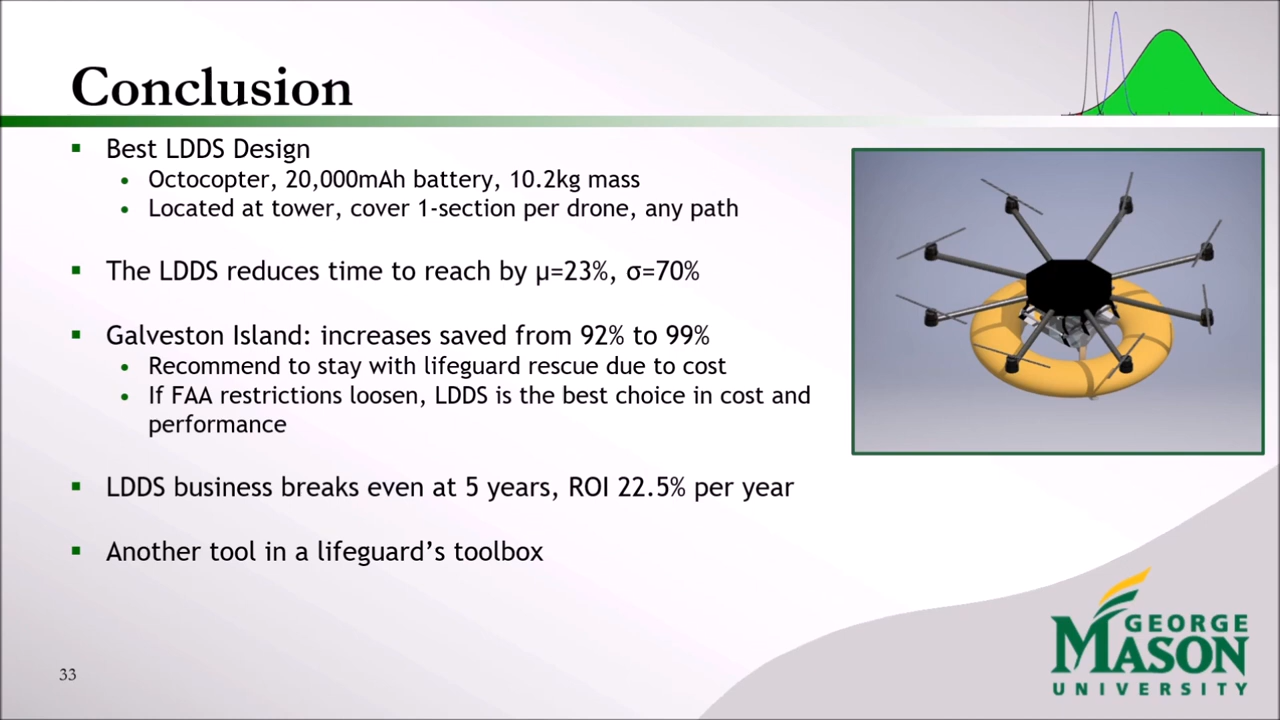 Conclusion
Best LDDS Design
Octocopter, 20,000mAh battery, 10.2kg mass
Located at tower, cover 1-section per drone, any path
The LDDS reduces time to reach by μ=23%, σ=70%
Galveston Island: increases saved from 92% to 99%
Recommend to stay with lifeguard rescue due to cost
If FAA restrictions loosen, LDDS is the best choice in cost and
performance
LDDS business breaks even at 5 years, ROI 22.5% per year
Another tool in a lifeguard’s toolbox
33
GEORGE
MASON
UNIVERSITY